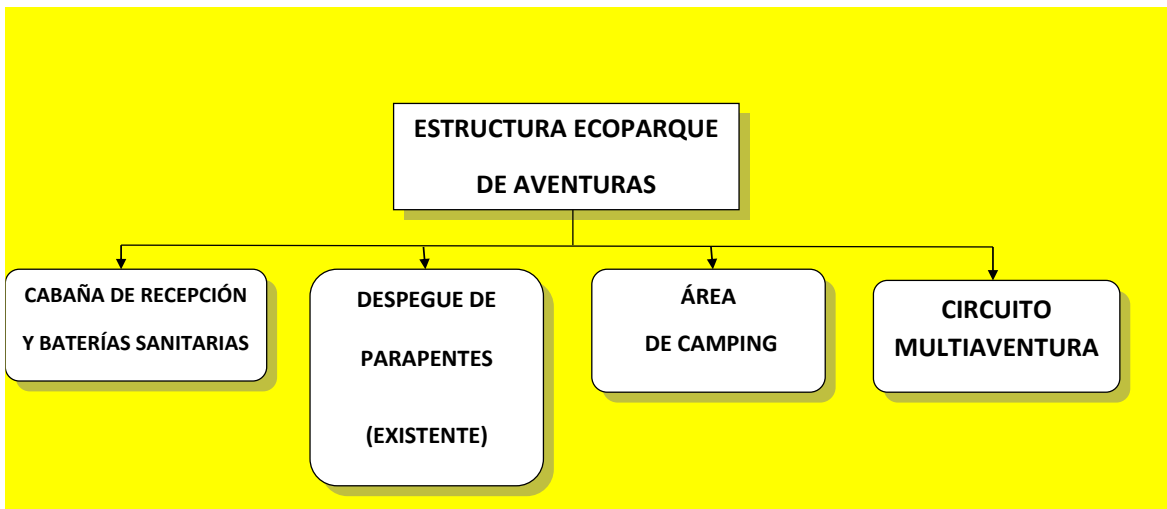 ESTRUCTURA ECOPARQUE
DE AVENTURAS
CABAÑA DE RECEPCIÓN
Y BATERÍAS SANITARIAS
DESPEGUE DE
PARAPENTES
(EXISTENTE)
ÁREA
DE CAMPING
CIRCUITO
MULTIAVENTURA